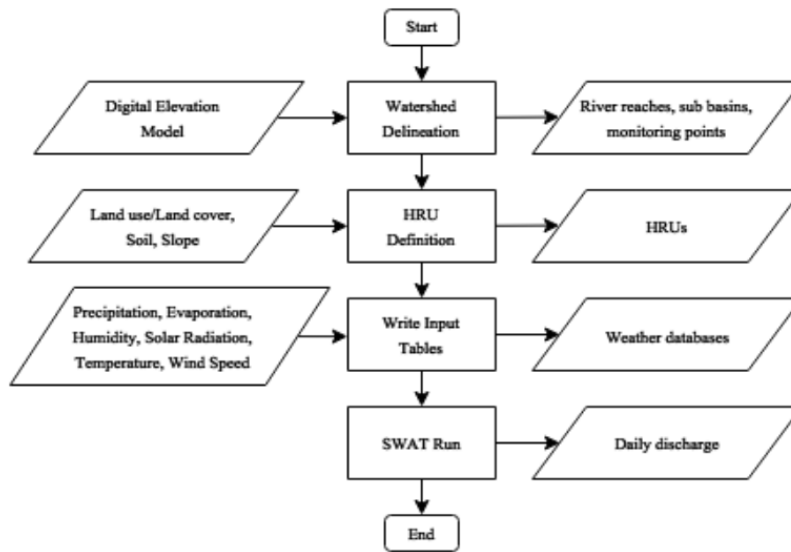 Start
Digital Elevation
Model
Watershed
Delineation
River reaches, sub basins,
monitoring points
Land use/Land cover,
Soil, Slope
HRU
Definition
HRUs
Precipitation, Evaporation,
Humidity, Solar Radiation,
Temperature, Wind Speed
Write Input
Tables
Weather databases
SWAT Run
Daily discharge
End